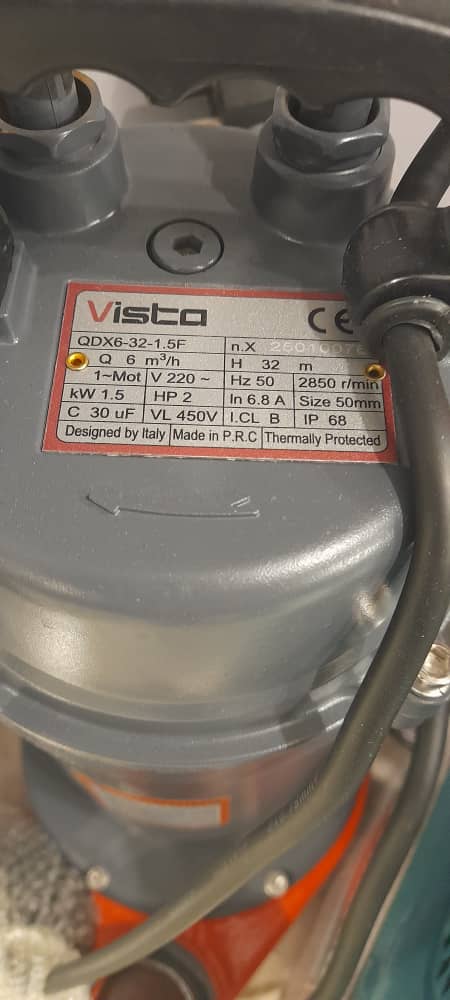 Vista CE
QDX6-32-1.5F n.X
Q 6 m³/h H 32 m
1~Mot V 220 ~ Hz 50 2850 r/min
kW 1.5 HP 2 In 6.8 A Size 50mm
C 30 uF VL 450V I.CL B IP 68
Designed by Italy Made in P.R.C Thermally Protected